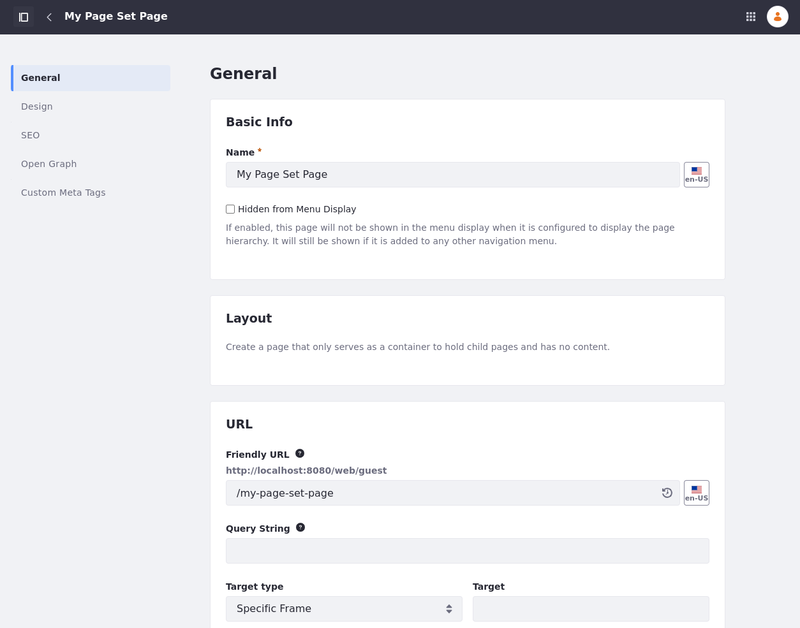 My Page Set Page
General
Design
SEO
Open Graph
Custom Meta Tags
General
Basic Info
Name *
My Page Set Page
en-US
Hidden from Menu Display
If enabled, this page will not be shown in the menu display when it is configured to display the page
hierarchy. It will still be shown if it is added to any other navigation menu.
Layout
Create a page that only serves as a container to hold child pages and has no content.
URL
Friendly URL ?
http://localhost:8080/web/guest
/my-page-set-page
en-US
Query String ?
Target type
Target
Specific Frame